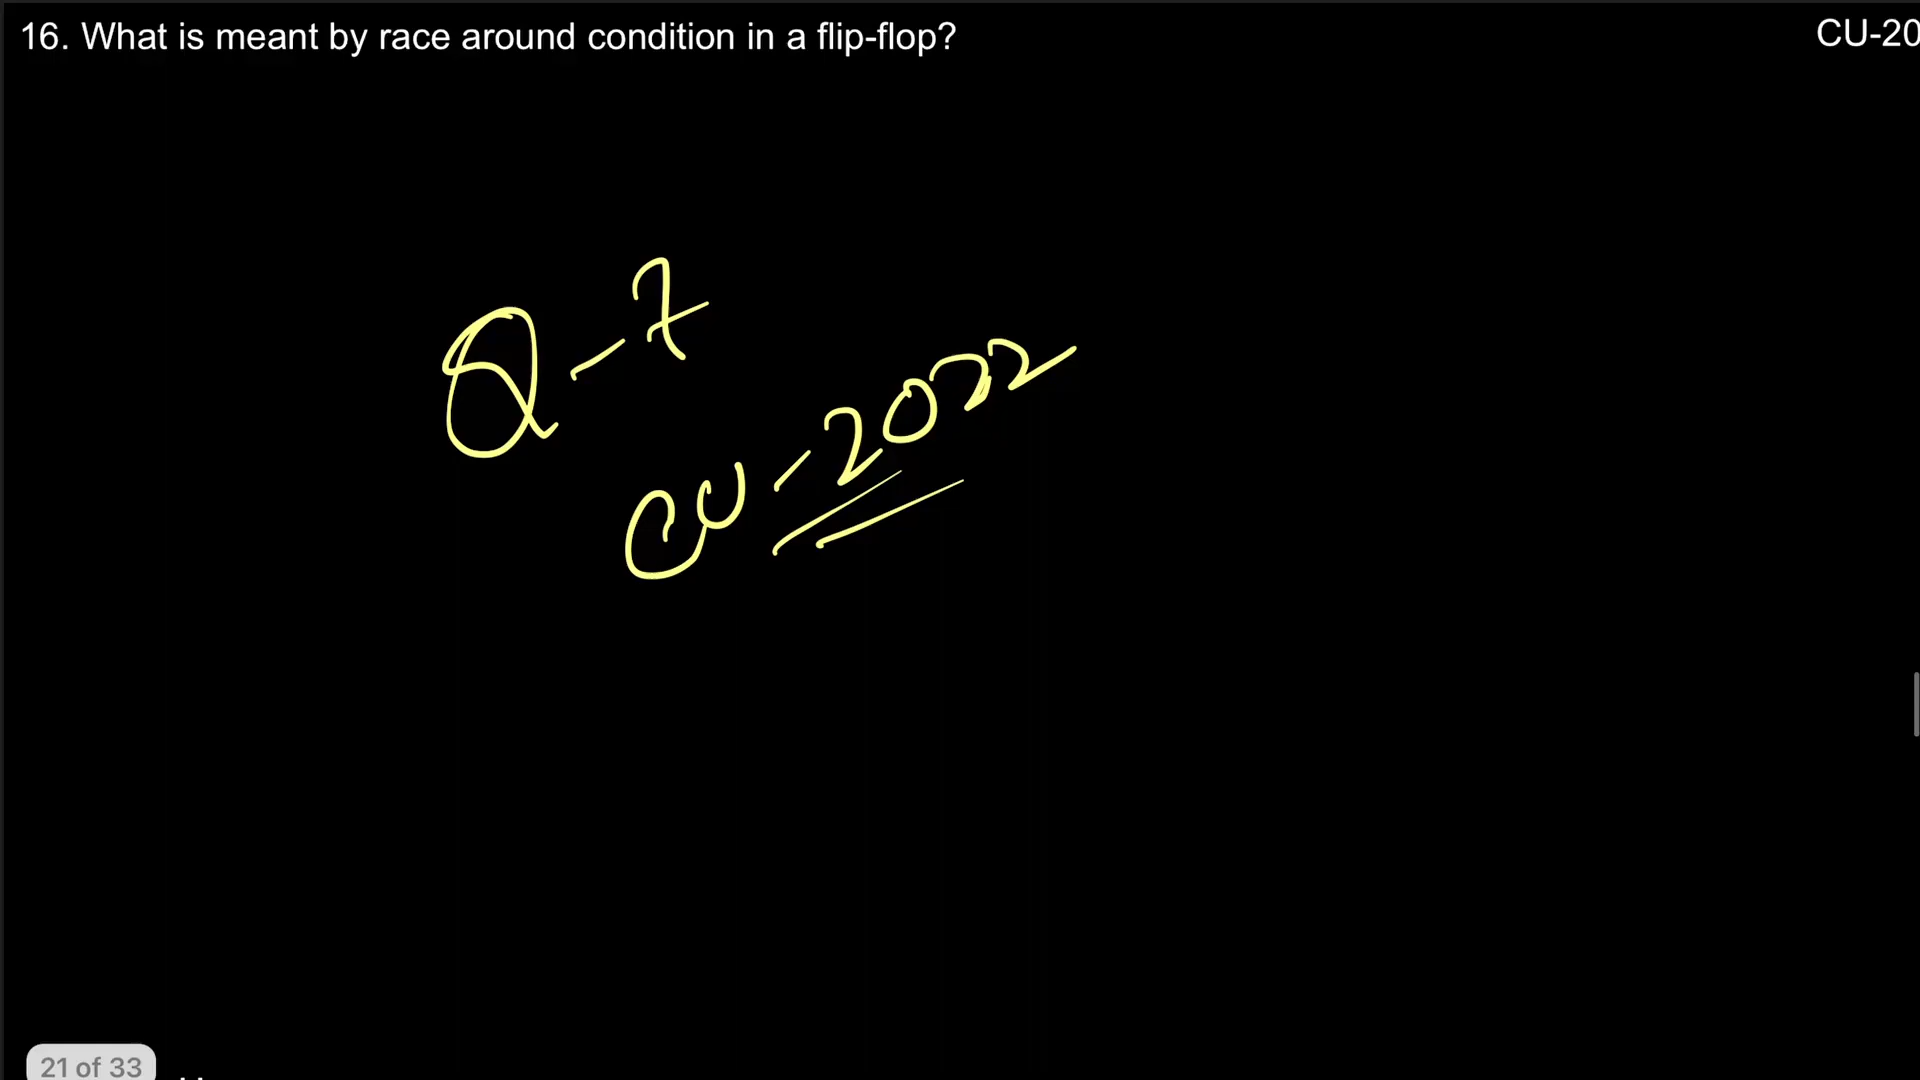 16. What is meant by race around condition in a flip-flop?
CU-20
Q-7
CU-2022
21 of 33